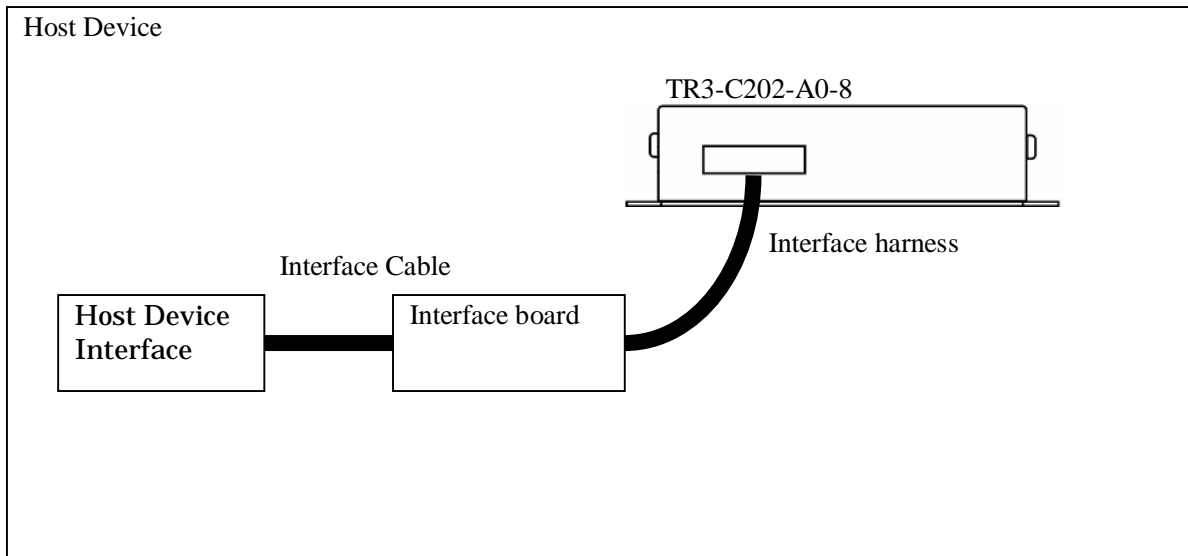 Host Device
TR3-C202-A0-8
Interface harness
Interface Cable
Host Device
Interface
Interface board